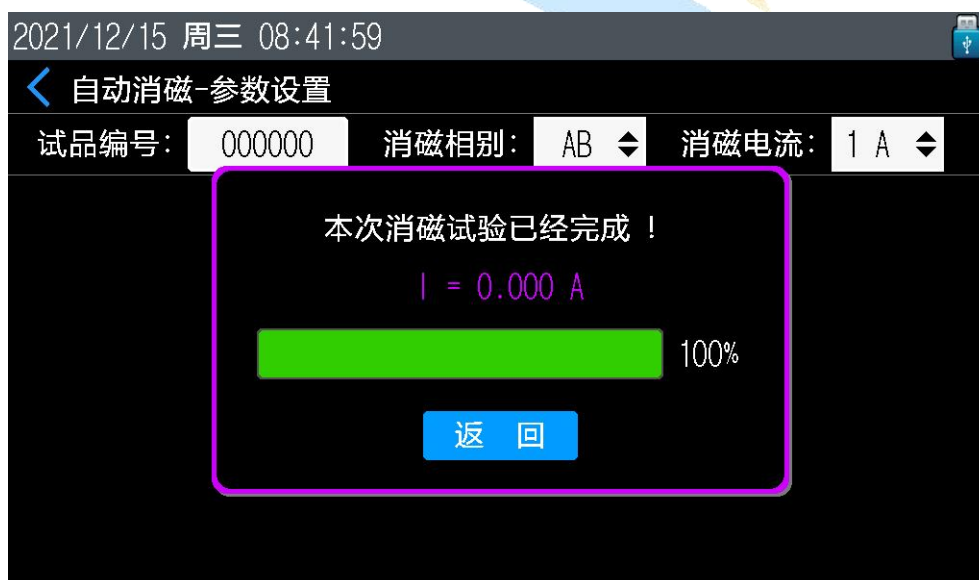 2021/12/15 周三 08:41:59
自动消磁-参数设置
试品编号: 000000 消磁相别: AB 消磁电流: 1 A
本次消磁试验已经完成 !
I = 0.000 A
100%
返 回